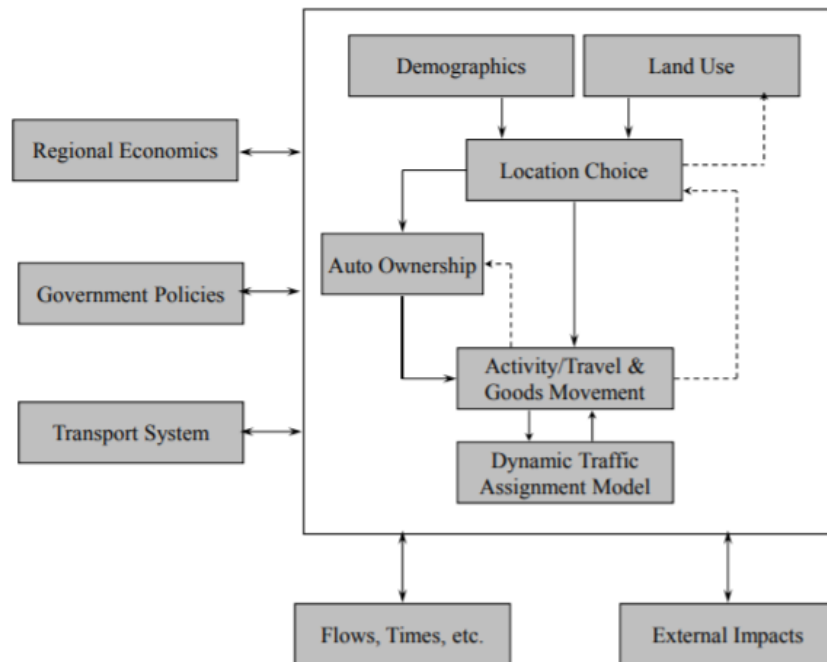 Demographics
Land Use
Regional Economics
Location Choice
Auto Ownership
Government Policies
Activity/Travel &
Goods Movement
Transport System
Dynamic Traffic
Assignment Model
Flows, Times, etc.
External Impacts